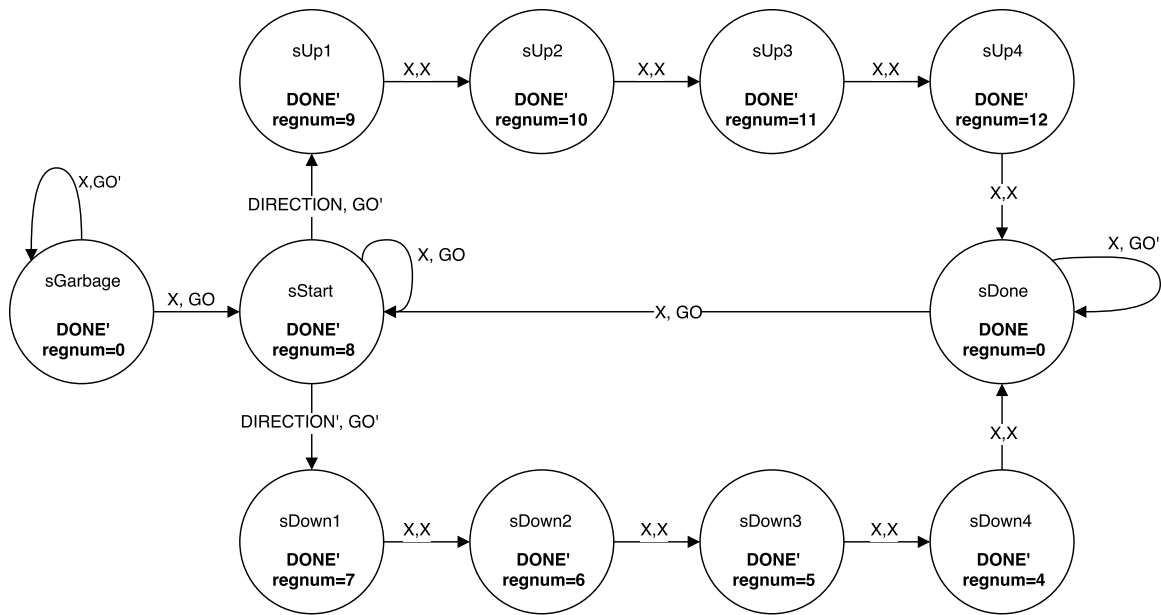 sUp1
DONE'
regnum=9
X,X
sUp2
DONE'
regnum=10
X,X
sUp3
DONE'
regnum=11
X,X
sUp4
DONE'
regnum=12
X,GO'
DIRECTION, GO'
X,X
sGarbage
DONE'
regnum=0
X, GO
sStart
DONE'
regnum=8
X, GO
X, GO
sDone
DONE
regnum=0
X, GO'
DIRECTION', GO'
X,X
sDown1
DONE'
regnum=7
X,X
sDown2
DONE'
regnum=6
X,X
sDown3
DONE'
regnum=5
X,X
sDown4
DONE'
regnum=4